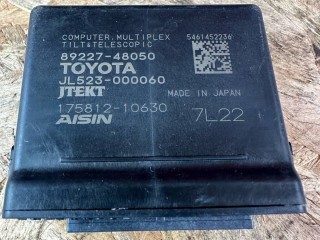 COMPUTER, MULTIPLEX
TILT&TELESCOPIC
5461452236
89227-48050
TOYOTA
JL523-000060
JTEKT
MADE IN JAPAN
175812-10630
7L22
AISIN